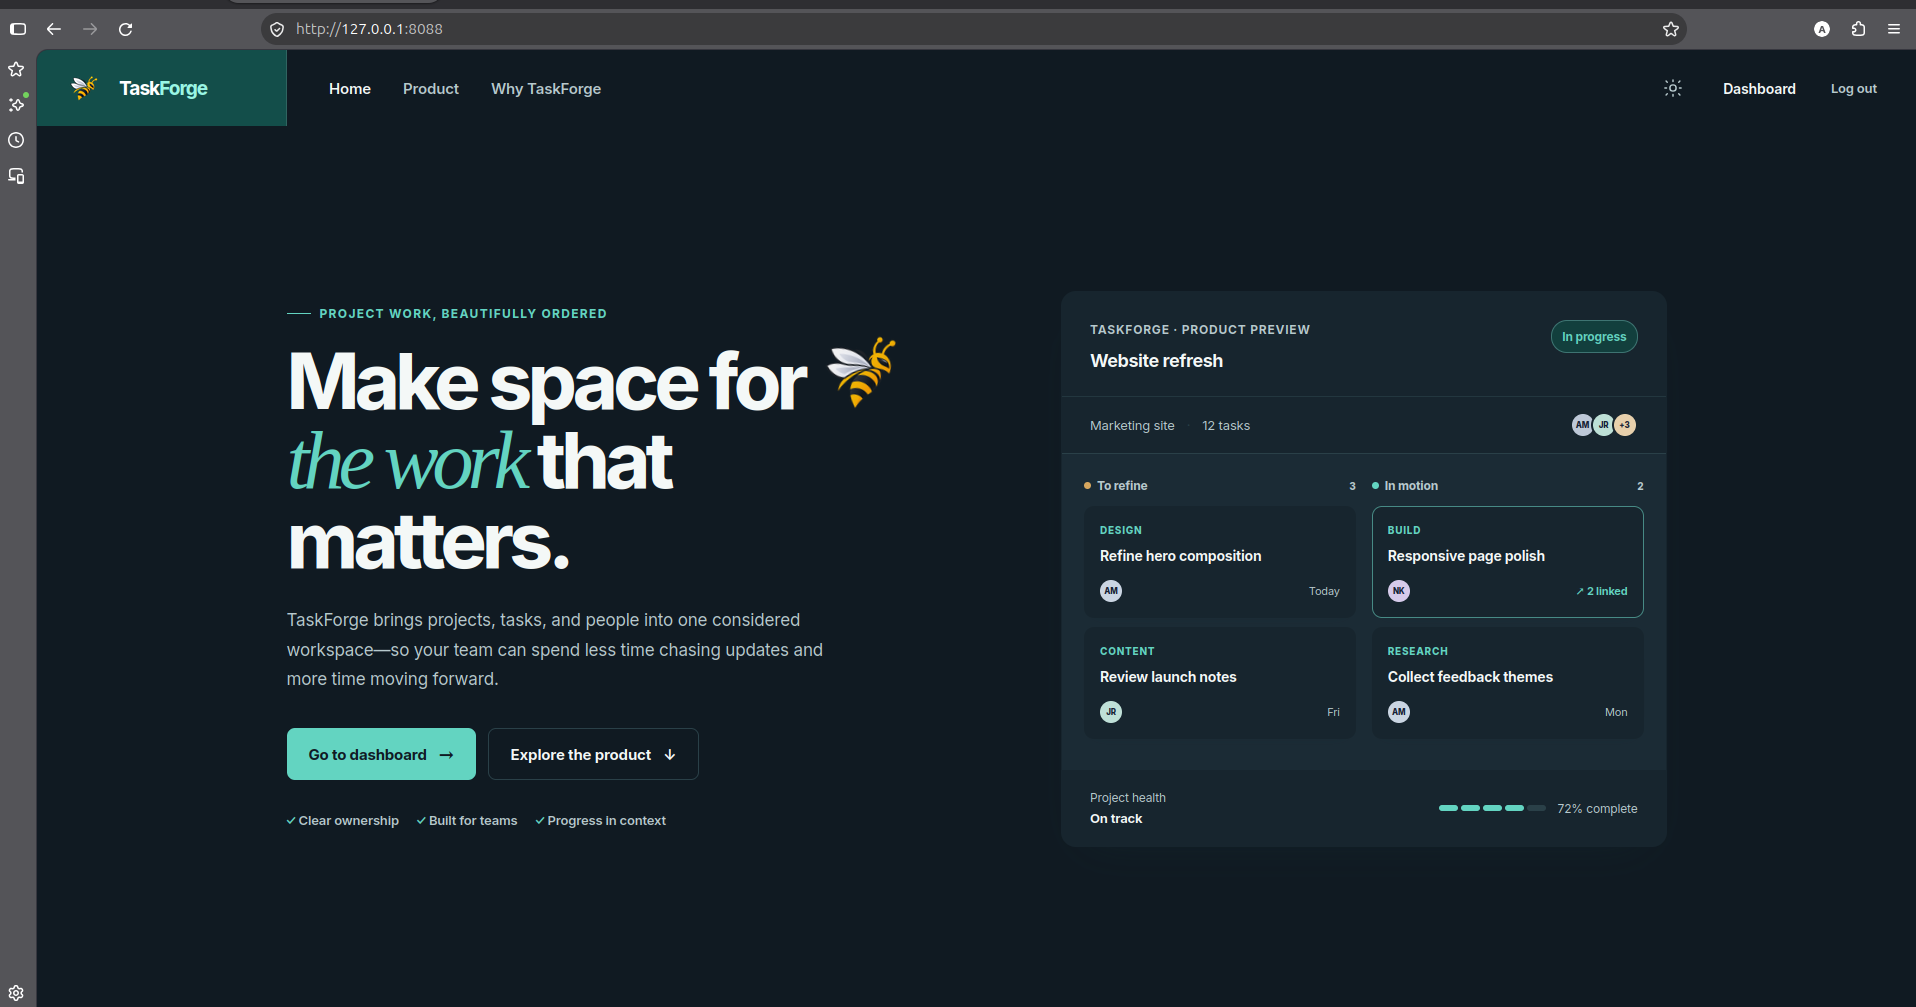 http://127.0.0.1:8088
A
TaskForge
Home
Product
Why TaskForge
Dashboard
Log out
PROJECT WORK, BEAUTIFULLY ORDERED
Make space for
the work that
matters.
TaskForge brings projects, tasks, and people into one considered
workspace—so your team can spend less time chasing updates and
more time moving forward.
Go to dashboard →
Explore the product ↓
✓ Clear ownership
✓ Built for teams
✓ Progress in context
TASKFORGE · PRODUCT PREVIEW
Website refresh
In progress
Marketing site · 12 tasks
AM
JR
+3
To refine
3
DESIGN
Refine hero composition
AM
Today
CONTENT
Review launch notes
JR
Fri
In motion
2
BUILD
Responsive page polish
NK
↗ 2 linked
RESEARCH
Collect feedback themes
AM
Mon
Project health
On track
72% complete